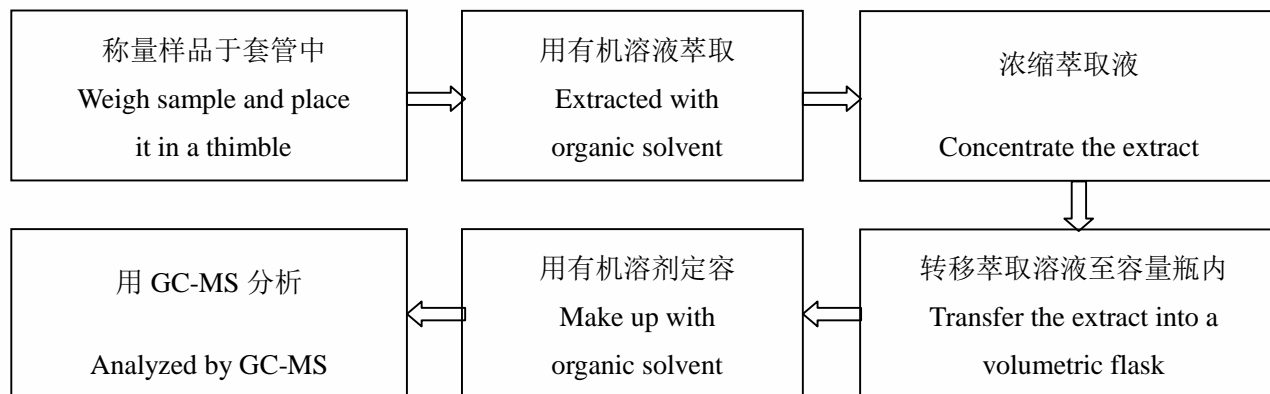 称量样品于套管中
Weigh sample and place
it in a thimble
用有机溶液萃取
Extracted with
organic solvent
浓缩萃取液
Concentrate the extract
转移萃取溶液至容量瓶内
Transfer the extract into a
volumetric flask
用有机溶剂定容
Make up with
organic solvent
用 GC-MS 分析
Analyzed by GC-MS